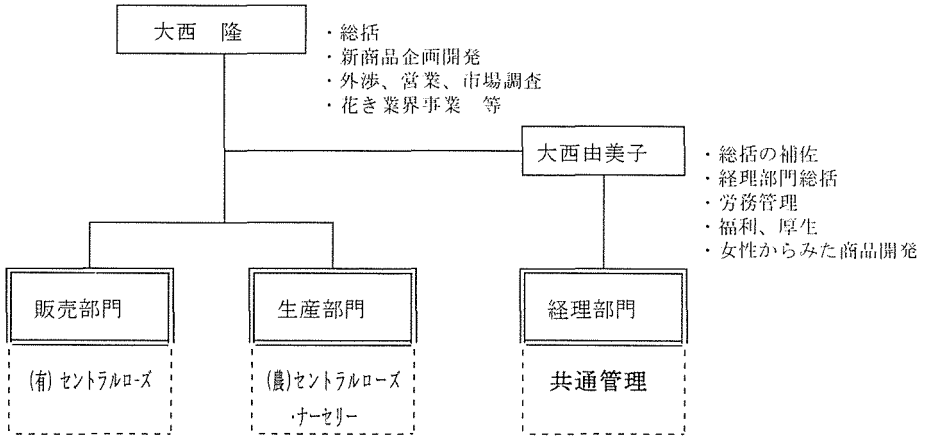 大西 隆
・総括
・新商品企画開発
・外渉、営業、市場調査
・花き業界事業 等
大西由美子
・総括の補佐
・経理部門総括
・労務管理
・福利、厚生
・女性からみた商品開発
販売部門
(有)セントラルローズ
生産部門
(農)セントラルローズ
・ナーセリー
経理部門
共通管理